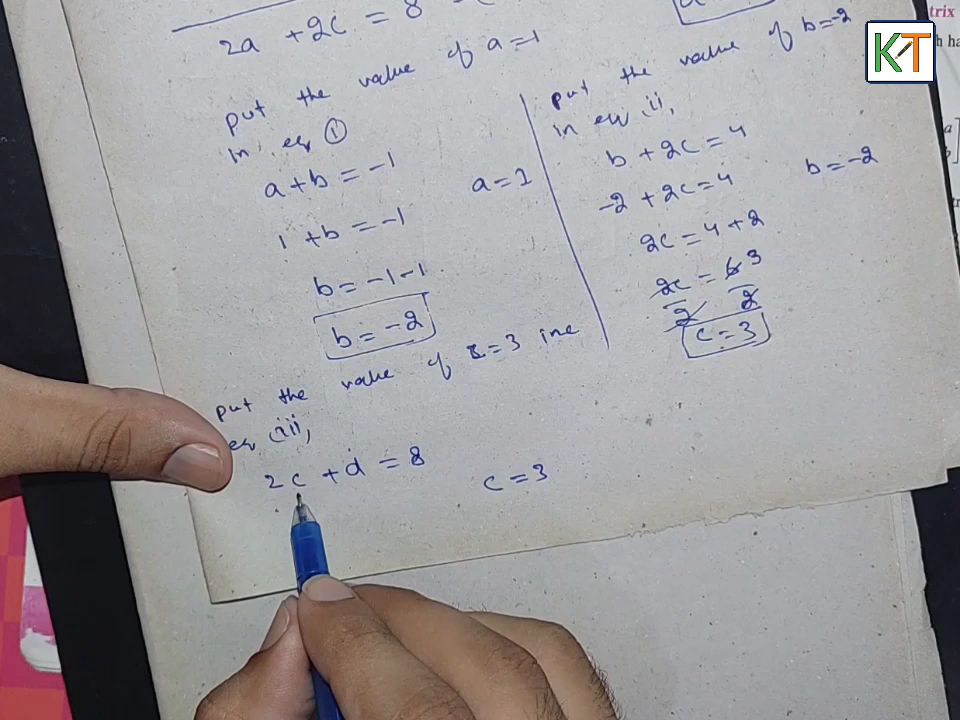 2a + 2c = 8
put the value of a=1
in eq ①
a+b = -1
a=1
1 + b = -1
b = -1-1
b = -2
put the value of b=-2
in eq ii,
b + 2c = 4
b = -2
-2 + 2c = 4
2c = 4 + 2
2c = 6 3
2 2
c = 3
put the value of c=3 in
eq iii,
2c + d = 8
c = 3
KT
trix
h ha
a
b